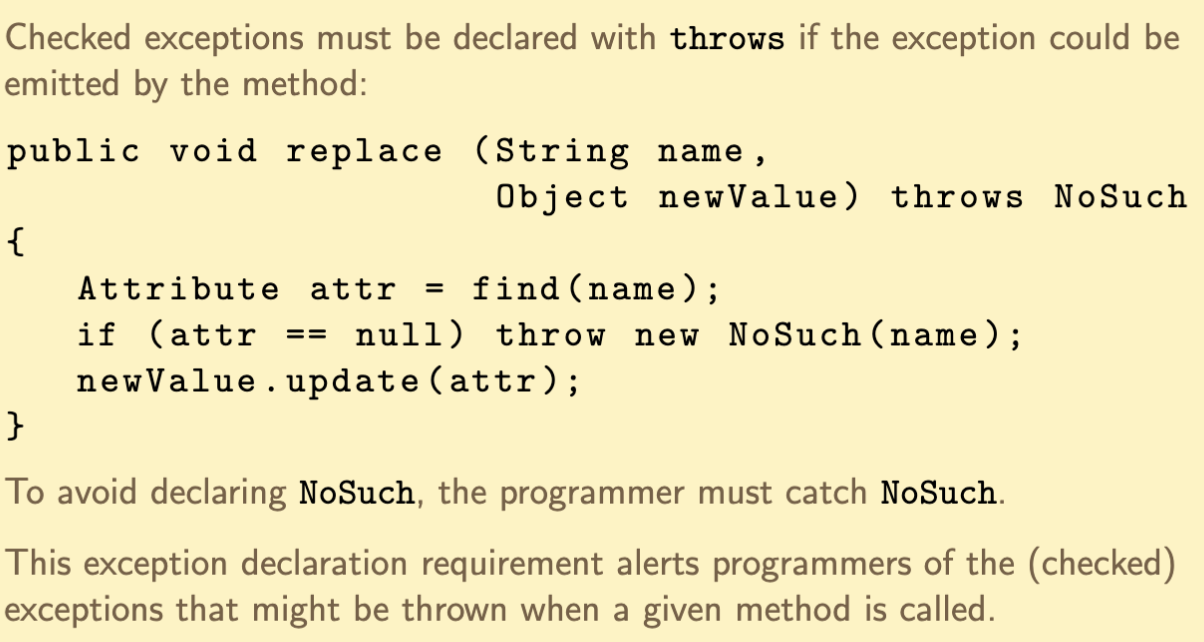 Checked exceptions must be declared with throws if the exception could be
emitted by the method:
public void replace (String name,
Object newValue) throws NoSuch
{
Attribute attr = find(name);
if (attr == null) throw new NoSuch(name);
newValue.update(attr);
}
To avoid declaring NoSuch, the programmer must catch NoSuch.
This exception declaration requirement alerts programmers of the (checked)
exceptions that might be thrown when a given method is called.